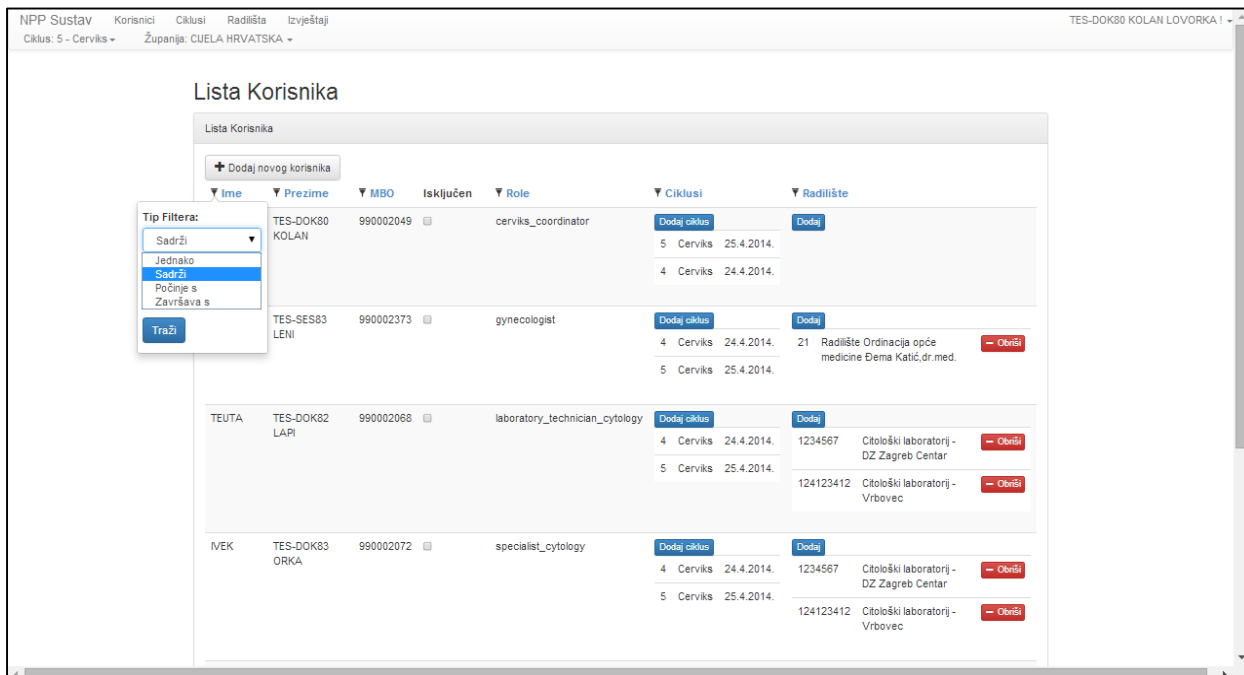 NPP Sustav Korisnici Ciklusi Radilišta Izvještaji TES-DOK80 KOLAN LOVORKA !
Ciklus: 5 - Cerviks Županija: CIJELA HRVATSKA
Lista Korisnika
Lista Korisnika
Dodaj novog korisnika
Ime Prezime MBO Isključen Role Ciklusi Radilište
Tip Filtera:
Sadrži
Jednako
Sadrži
Počinje s
Završava s
Traži
TES-DOK80 990002049 cerviks_coordinator Dodaj ciklus Dodaj
KOLAN
5 Cerviks 25.4.2014.
4 Cerviks 24.4.2014.
TES-SES83 990002373 gynecologist Dodaj ciklus Dodaj
LENI
4 Cerviks 24.4.2014. 21 Radilište Ordinacija opće Obriši
medicine Đema Katić,dr.med.
5 Cerviks 25.4.2014.
TEUTA TES-DOK82 990002068 laboratory_technician_cytology Dodaj ciklus Dodaj
LAPI
4 Cerviks 24.4.2014. 1234567 Citološki laboratorij - Obriši
DZ Zagreb Centar
5 Cerviks 25.4.2014.
124123412 Citološki laboratorij - Obriši
Vrbovec
IVEK TES-DOK83 990002072 specialist_cytology Dodaj ciklus Dodaj
ORKA
4 Cerviks 24.4.2014. 1234567 Citološki laboratorij - Obriši
DZ Zagreb Centar
5 Cerviks 25.4.2014.
124123412 Citološki laboratorij - Obriši
Vrbovec